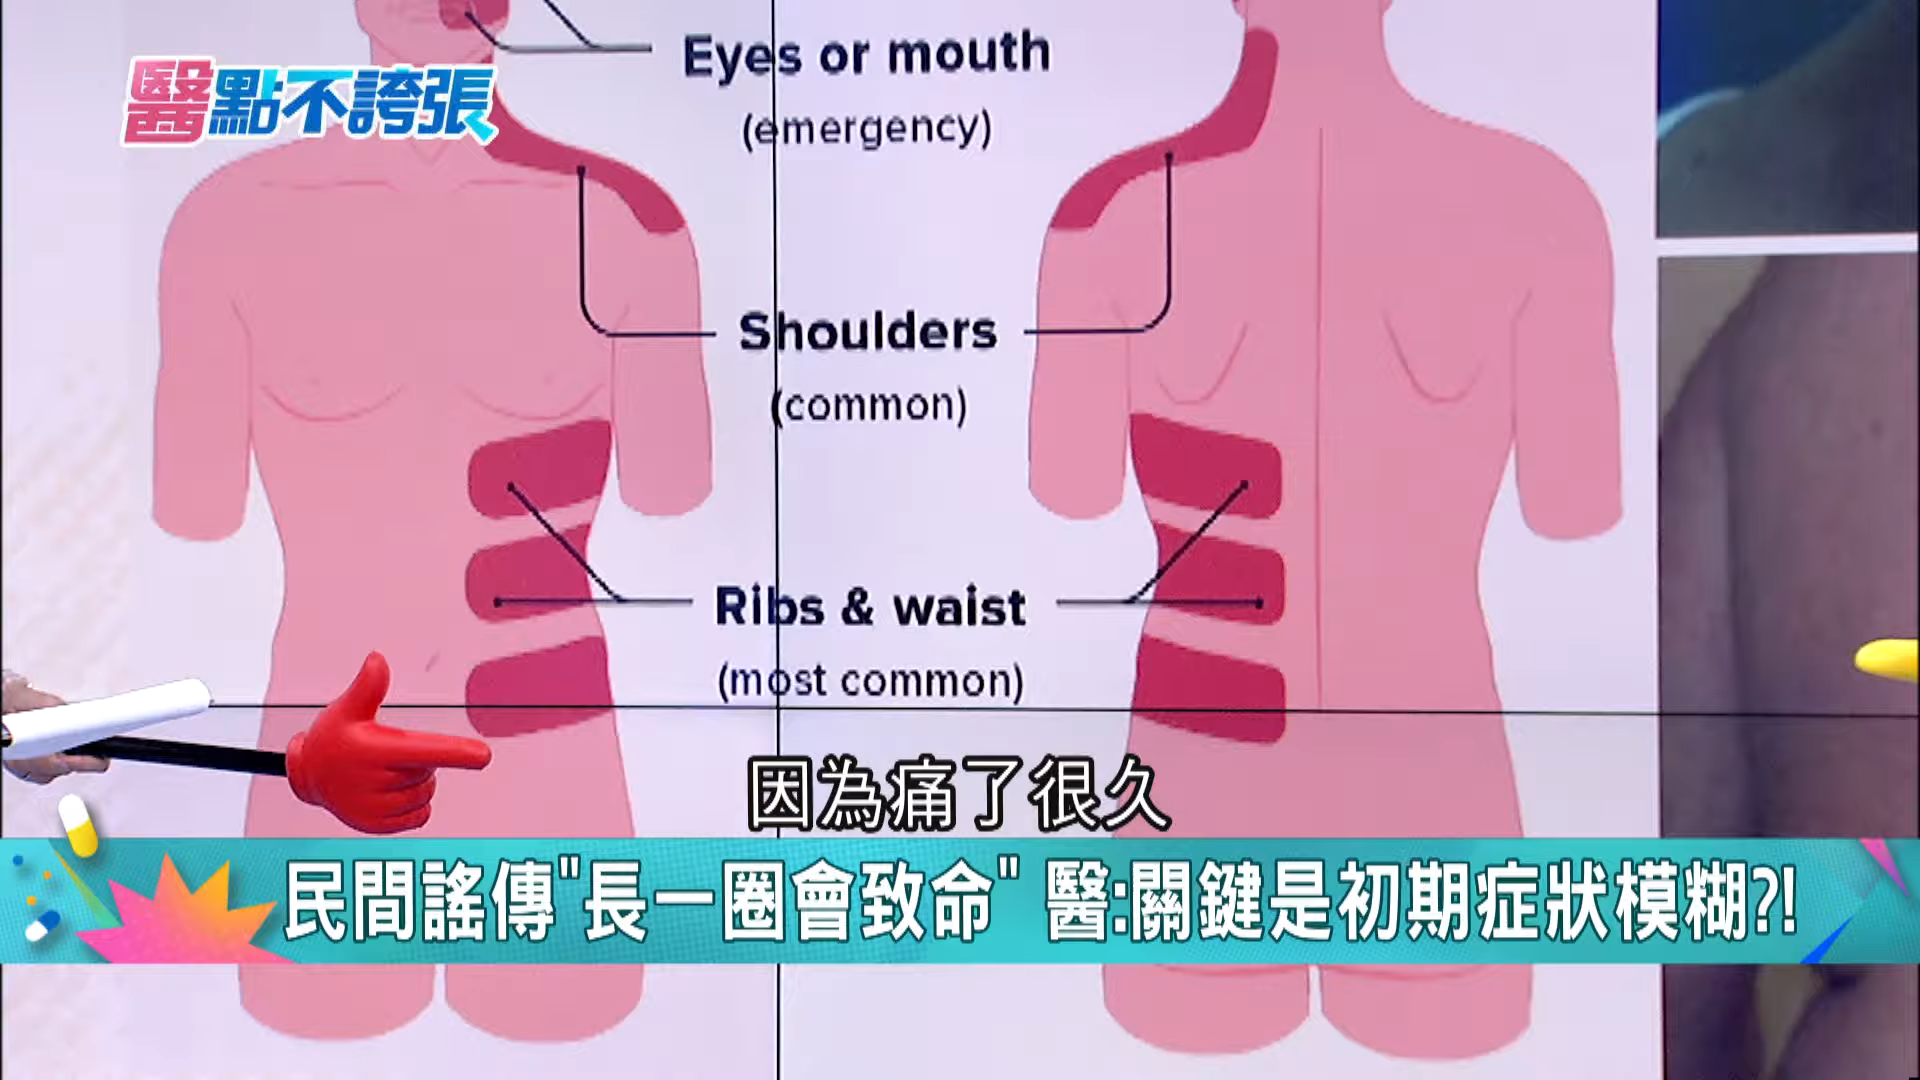 醫點不誇張
Eyes or mouth
(emergency)
Shoulders
(common)
Ribs & waist
(most common)
因為痛了很久
民間謠傳"長一圈會致命" 醫:關鍵是初期症狀模糊?!